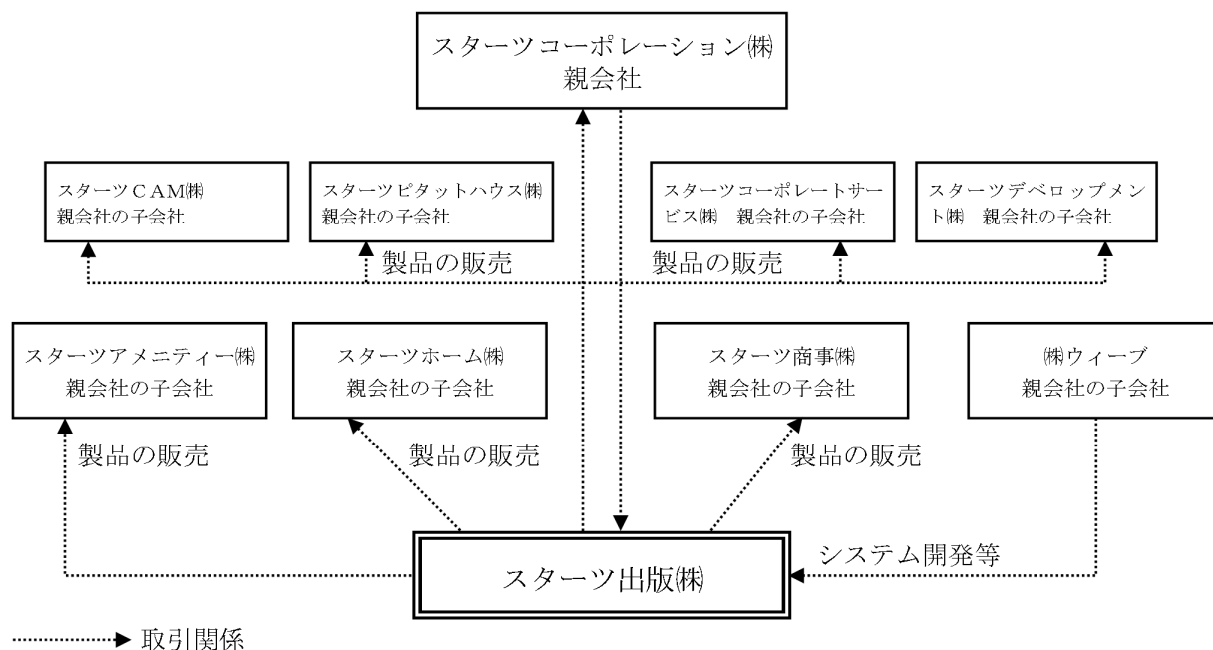 スターツコーポレーション㈱
親会社
スターツＣＡＭ㈱
親会社の子会社
スターツピタットハウス㈱
親会社の子会社
スターツコーポレートサー
ビス㈱　親会社の子会社
スターツデベロップメン
ト㈱　親会社の子会社
製品の販売
製品の販売
スターツアメニティー㈱
親会社の子会社
スターツホーム㈱
親会社の子会社
スターツ商事㈱
親会社の子会社
㈱ウィーブ
親会社の子会社
製品の販売
製品の販売
製品の販売
システム開発等
スターツ出版㈱
取引関係